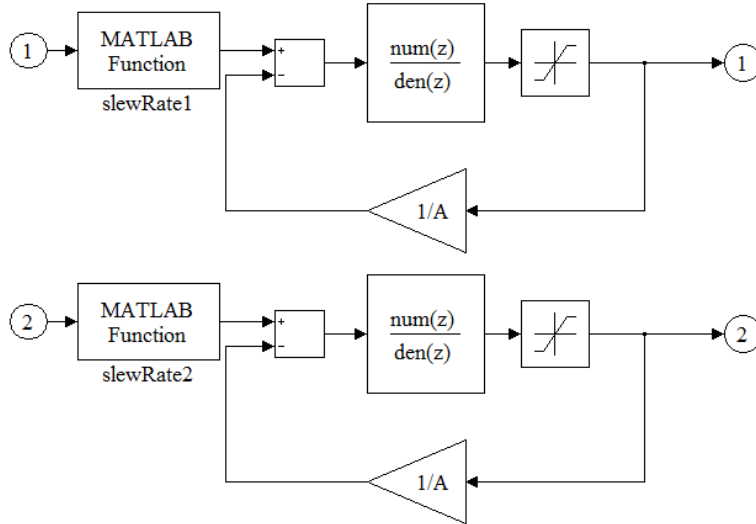 1
MATLAB
Function
slewRate1
+
−
num(z)
den(z)
1
1/A
2
MATLAB
Function
slewRate2
+
−
num(z)
den(z)
2
1/A